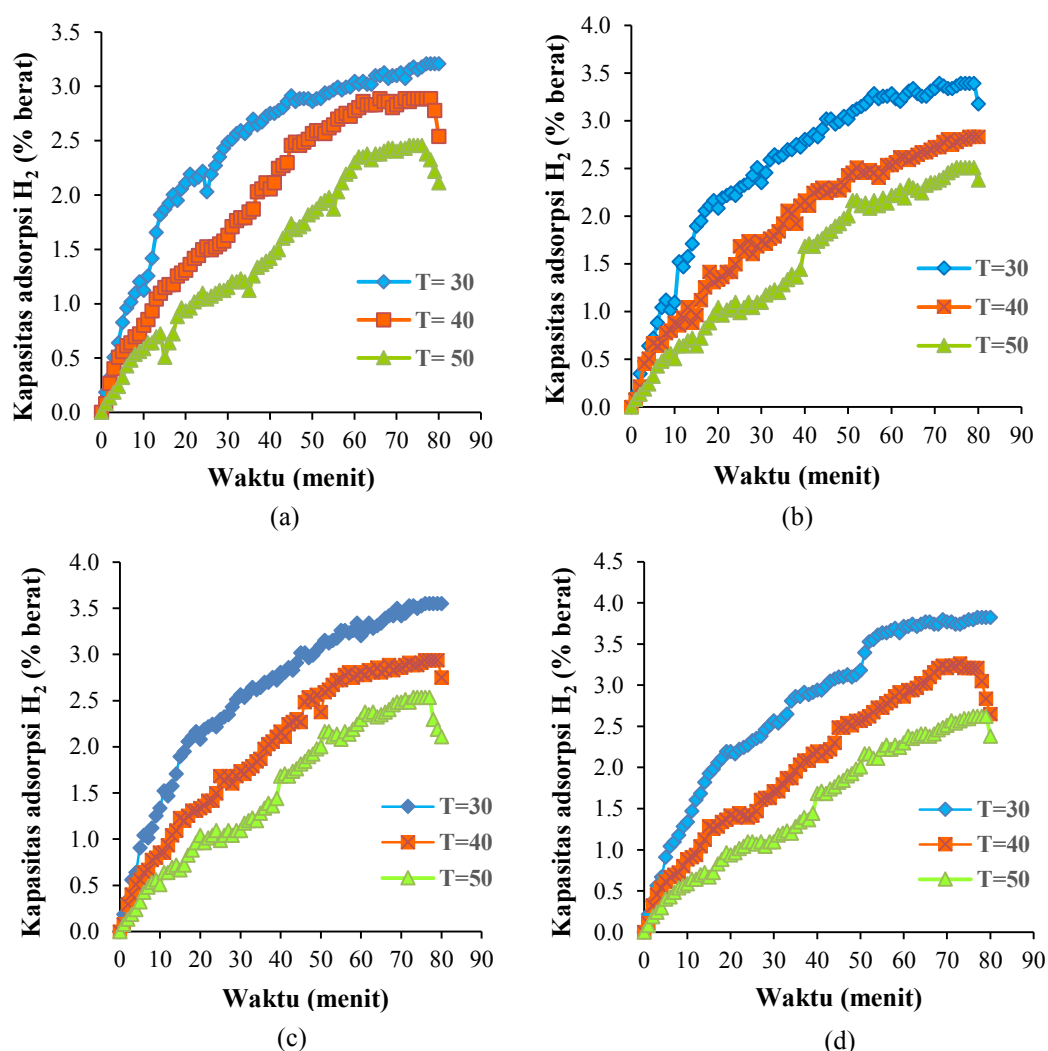 Kapasitas adsorpsi H₂ (% berat)
3.5
3.0
2.5
2.0
1.5
1.0
0.5
0.0
0 10 20 30 40 50 60 70 80 90
T= 30
T= 40
T= 50
Waktu (menit)
(a)
Kapasitas adsorpsi H₂ (% berat)
4.0
3.5
3.0
2.5
2.0
1.5
1.0
0.5
0.0
0 10 20 30 40 50 60 70 80 90
T=30
T=40
T=50
Waktu (menit)
(b)
Kapasitas adsorpsi H₂ (% berat)
4.0
3.5
3.0
2.5
2.0
1.5
1.0
0.5
0.0
0 10 20 30 40 50 60 70 80 90
T=30
T=40
T=50
Waktu (menit)
(c)
Kapasitas adsorpsi H₂ (% berat)
4.5
4.0
3.5
3.0
2.5
2.0
1.5
1.0
0.5
0.0
0 10 20 30 40 50 60 70 80 90
T=30
T=40
T=50
Waktu (menit)
(d)